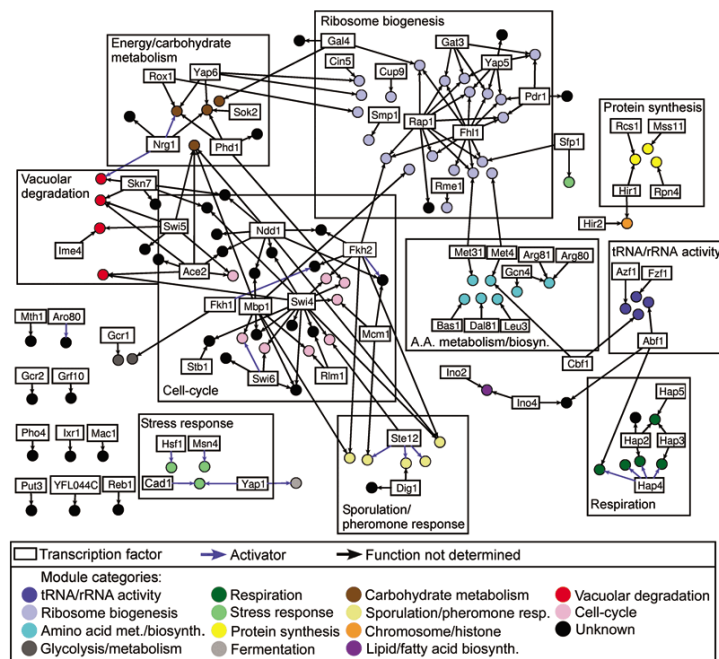 Ribosome biogenesis
Energy/carbohydrate
metabolism
Gal4
Gat3
Cin5
Yap5
Rox1
Yap6
Cup9
Sok2
Pdr1
Smp1
Rap1
Fhl1
Protein synthesis
Rcs1
Mss11
Nrg1
Phd1
Sfp1
Rme1
Hir1
Rpn4
Vacuolar
degradation
Skn7
Hir2
Swi5
Ndd1
Ime4
Fkh2
Met31
Met4
Arg81
Arg80
Gcn4
tRNA/rRNA activity
Azf1
Fzf1
Ace2
Fkh1
Mbp1
Swi4
Mth1
Aro80
Gcr1
Mcm1
Bas1
Dal81
Leu3
A.A. metabolism/biosyn.
Abf1
Stb1
Swi6
Rlm1
Cell-cycle
Cbf1
Gcr2
Grf10
Ino2
Ino4
Hap5
Stress response
Pho4
Ixr1
Mac1
Hsf1
Msn4
Ste12
Hap2
Hap3
Put3
YFL044C
Reb1
Cad1
Yap1
Dig1
Hap4
Sporulation/
pheromone response
Respiration
Transcription factor
Activator
Function not determined
Module categories:
tRNA/rRNA activity
Respiration
Carbohydrate metabolism
Vacuolar degradation
Ribosome biogenesis
Stress response
Sporulation/pheromone resp.
Cell-cycle
Amino acid met./biosynth.
Protein synthesis
Chromosome/histone
Unknown
Glycolysis/metabolism
Fermentation
Lipid/fatty acid biosynth.